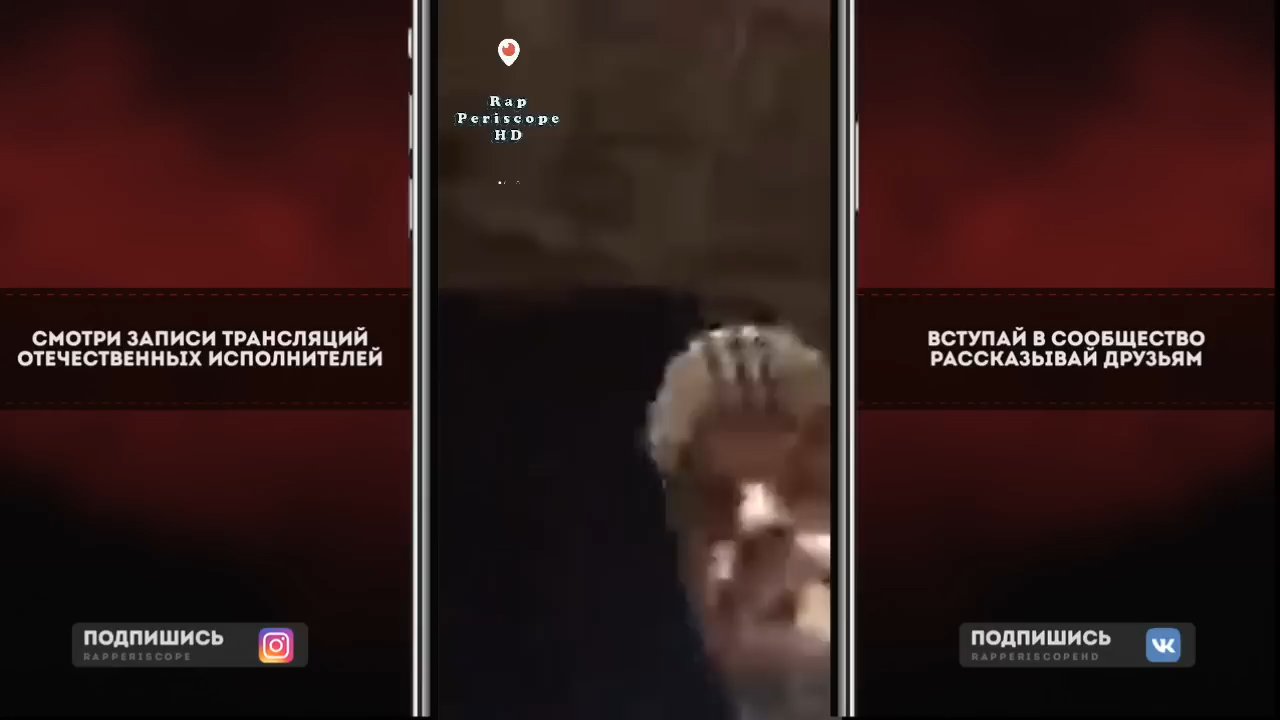 Rap
Periscope
HD
СМОТРИ ЗАПИСИ ТРАНСЛЯЦИЙ
ОТЕЧЕСТВЕННЫХ ИСПОЛНИТЕЛЕЙ
ВСТУПАЙ В СООБЩЕСТВО
РАССКАЗЫВАЙ ДРУЗЬЯМ
ПОДПИШИСЬ
RAPPERISCOPE
ПОДПИШИСЬ
RAPPERISCOPEHD